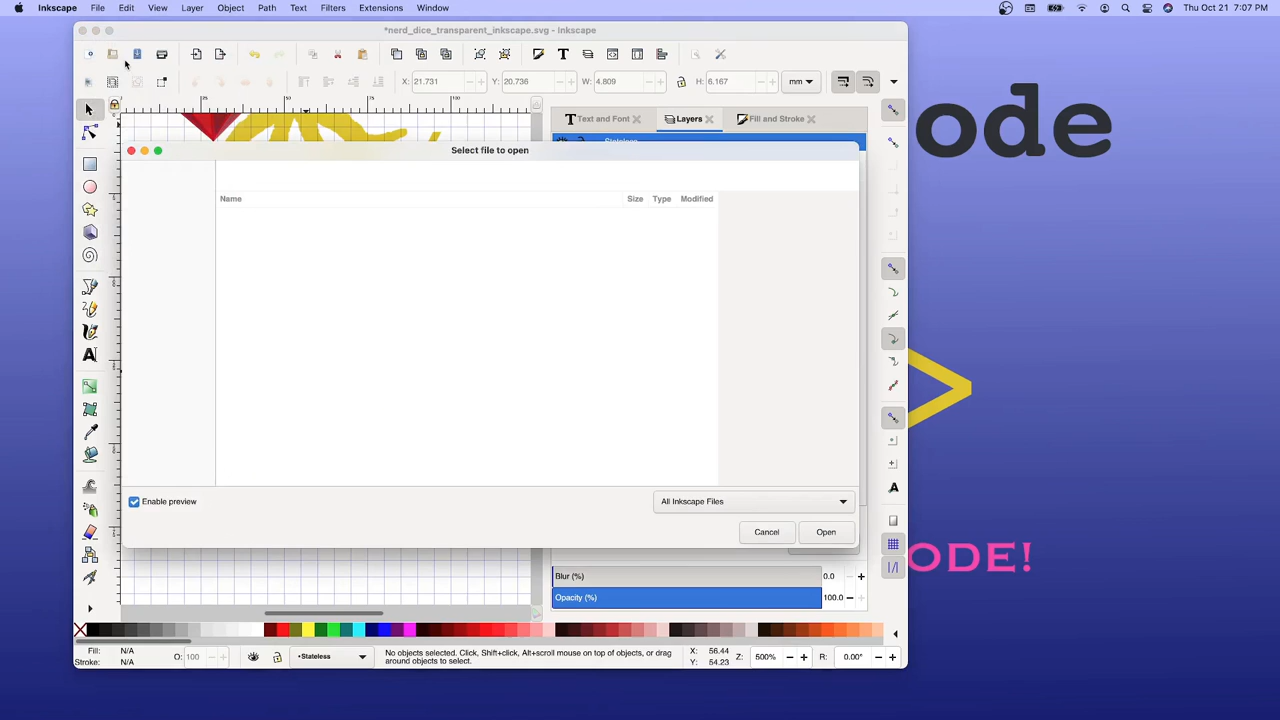 Inkscape File Edit View Layer Object Path Text Filters Extensions Window Thu Oct 21 7:07 PM
*nerd_dice_transparent_inkscape.svg - Inkscape
X: 21.731 Y: 20.736 W: 4.809 H: 6.167 mm
25 50 75 100
Text and Font Layers Fill and Stroke
ode
Select file to open
Name Size Type Modified
>
Enable preview All Inkscape Files
Cancel Open
ODE!
Blur (%) 0.0
Opacity (%) 100.0
Fill: N/A
Stroke: N/A
O: 100
•Stateless
No objects selected. Click, Shift+click, Alt+scroll mouse on top of objects, or drag
around objects to select.
X: 56.44
Y: 54.23
Z: 500% R: 0.00°